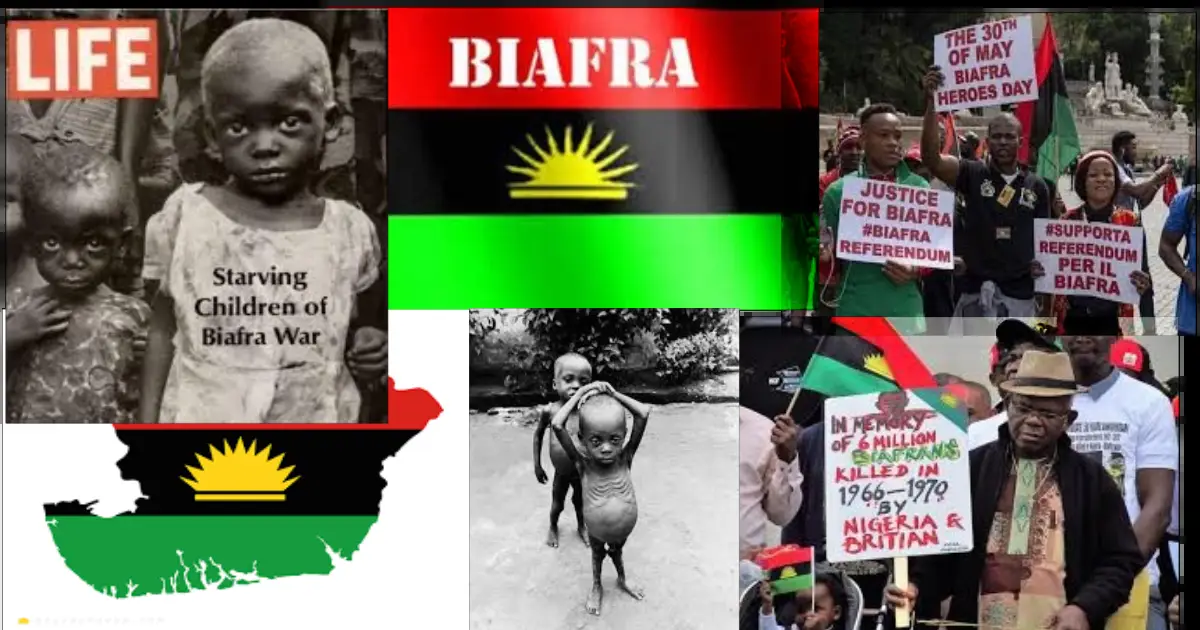 LIFE
Starving
Children of
Biafra War
BIAFRA
THE 30TH
OF MAY
BIAFRA
HEROES DAY
JUSTICE
FOR BIAFRA
#BIAFRA
REFERENDUM
#SUPPORTA
REFERENDUM
PER IL
BIAFRA
IN MEMORY
OF 6 MILLION
BIAFRANS
KILLED IN
1966-1970
BY
NIGERIA &
BRITIAN